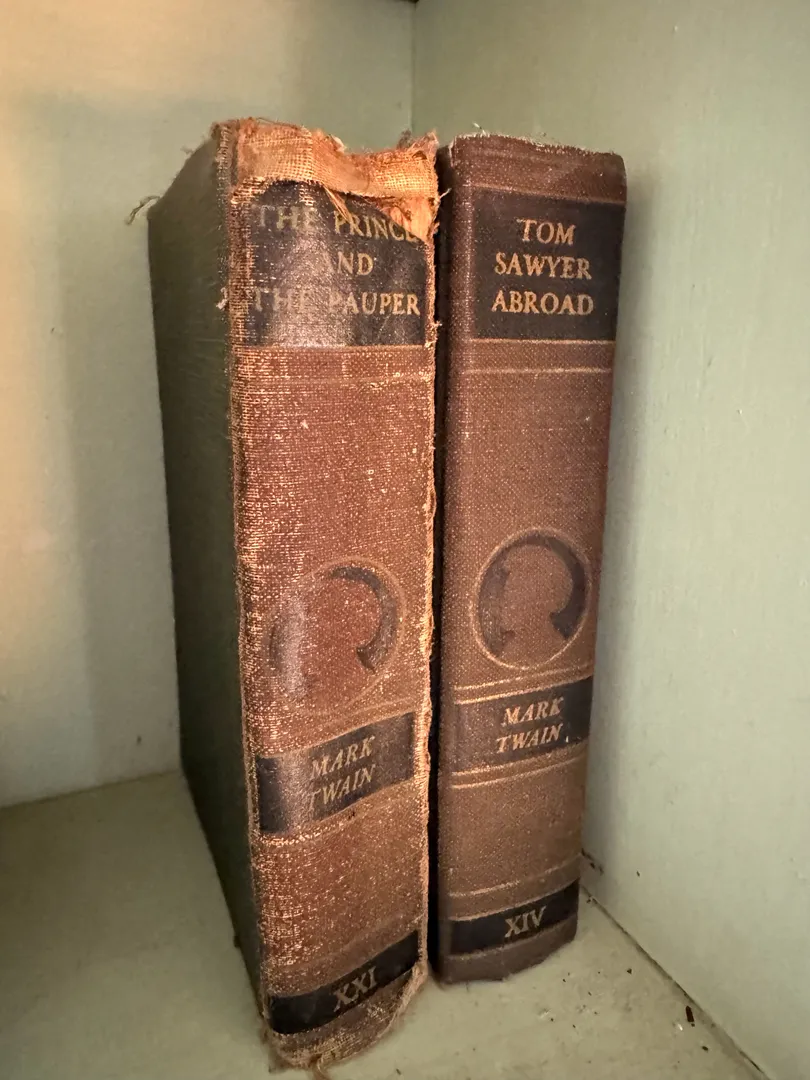 THE PRINCE
AND
THE PAUPER
MARK
TWAIN
XXI
TOM
SAWYER
ABROAD
MARK
TWAIN
XIV